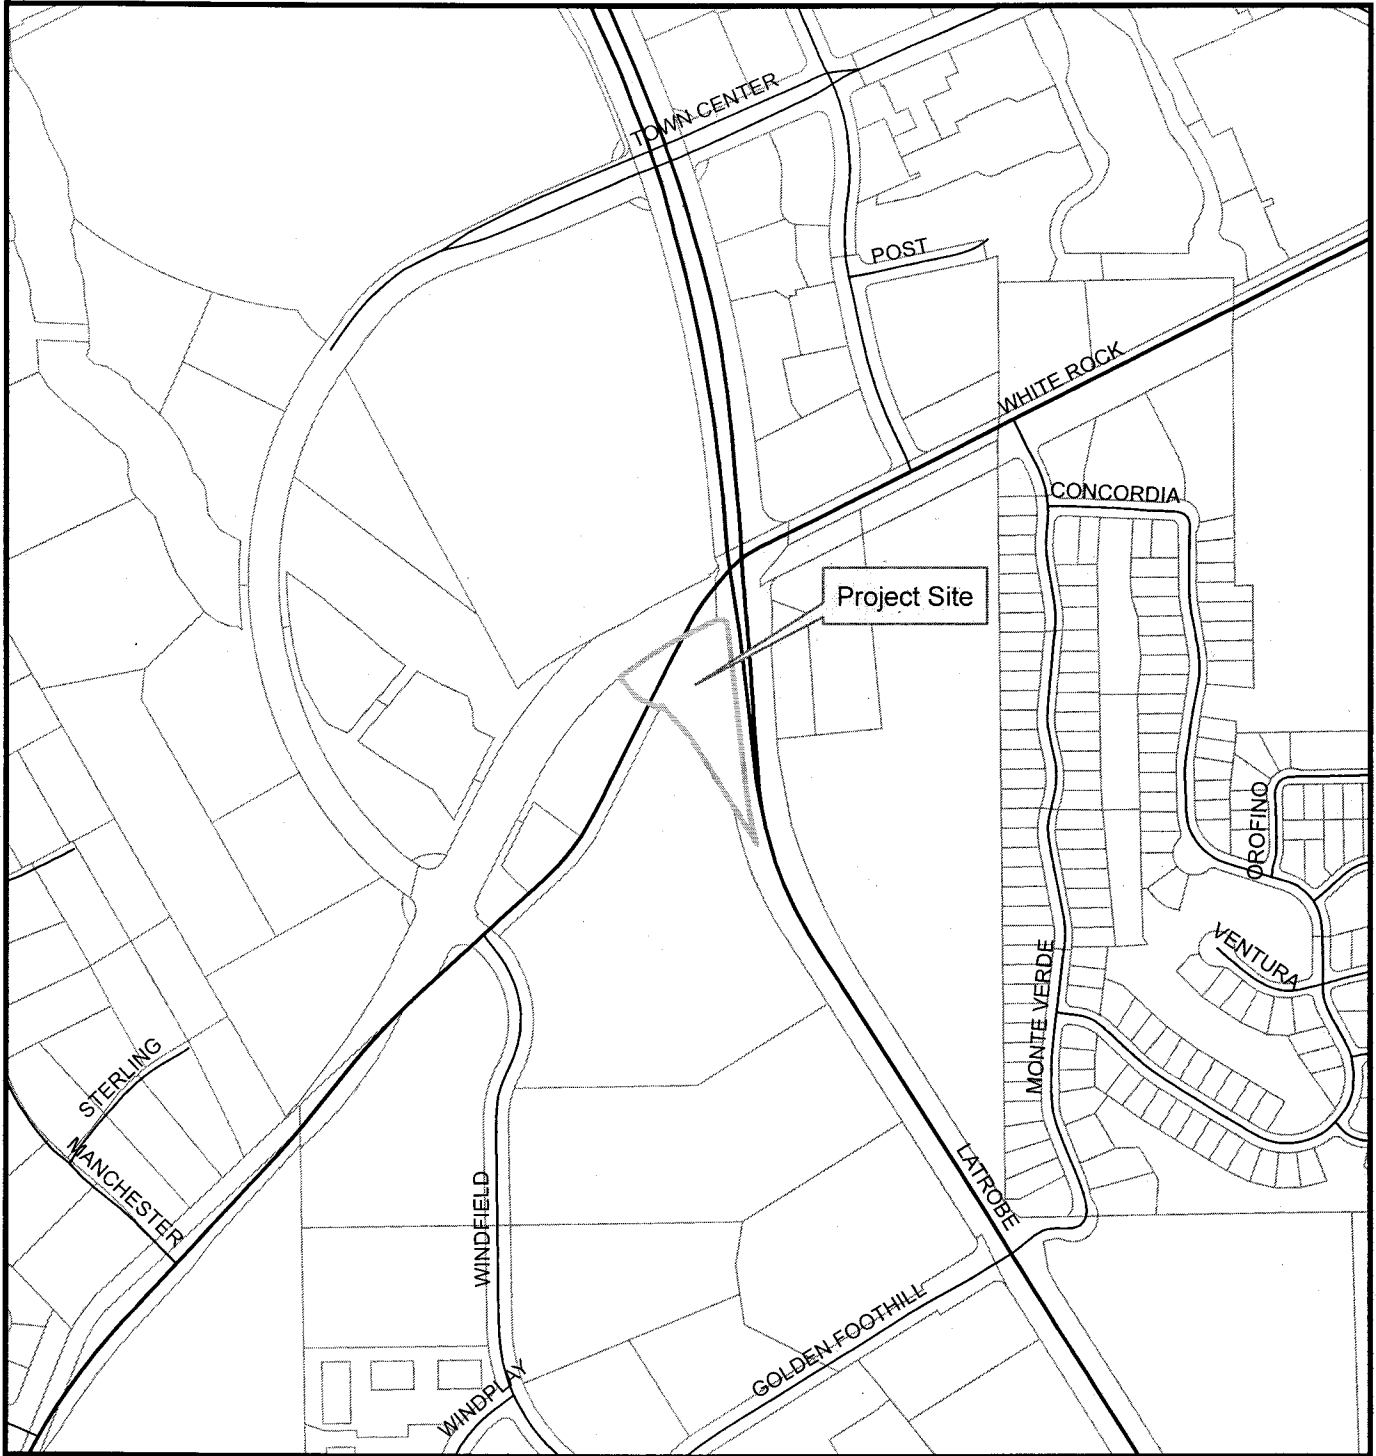 TOWN CENTER
POST
WHITE ROCK
CONCORDIA
Project Site
OROFINO
VENTURA
MONTE VERDE
STERLING
MANCHESTER
LATROBE
WINDFIELD
GOLDEN FOOTHILL
WINDPLAY